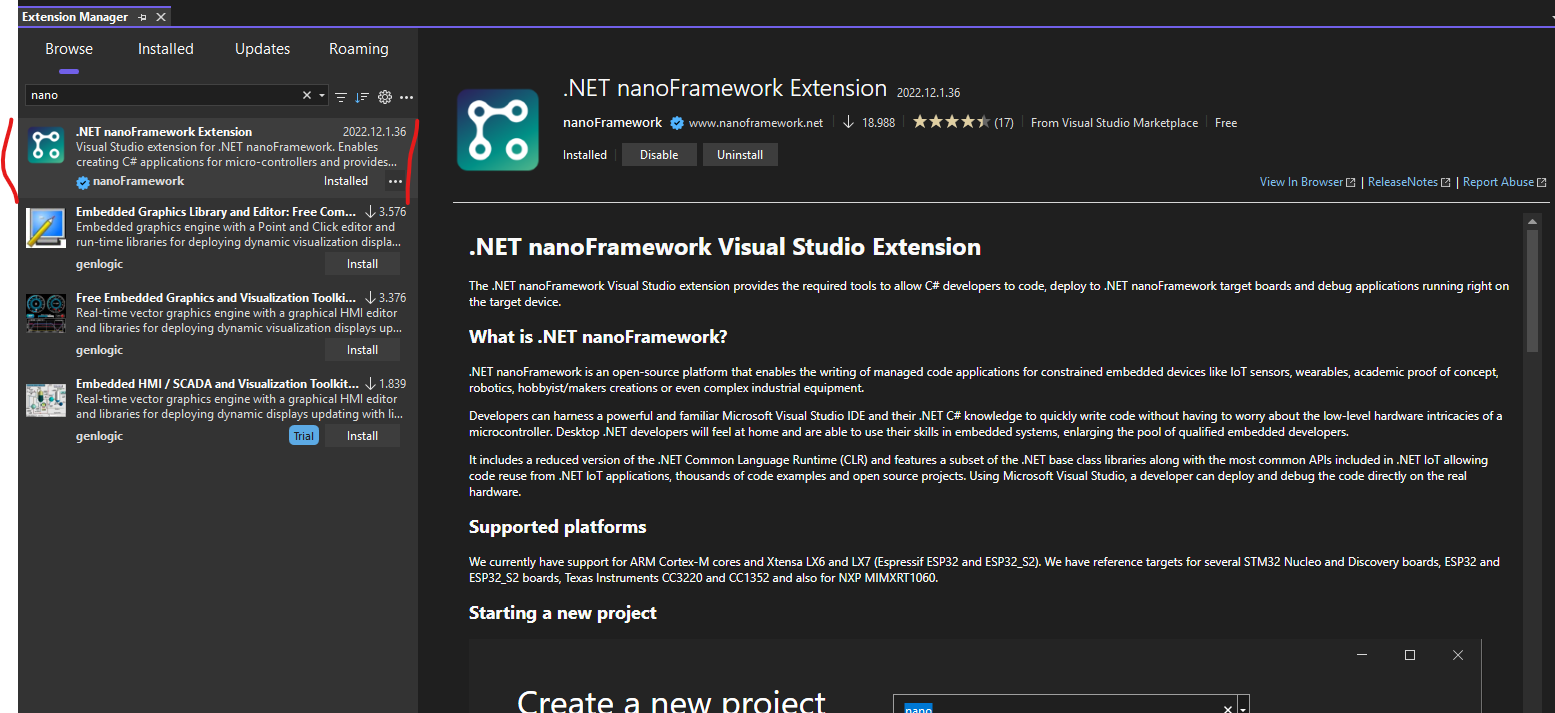 Extension Manager
Browse Installed Updates Roaming
nano
.NET nanoFramework Extension 2022.12.1.36
Visual Studio extension for .NET nanoFramework. Enables
creating C# applications for micro-controllers and provides...
nanoFramework Installed
Embedded Graphics Library and Editor: Free Com... 3.576
Embedded graphics engine with a Point and Click editor and
run-time libraries for deploying dynamic visualization displa...
genlogic Install
Free Embedded Graphics and Visualization Toolki... 3.376
Real-time vector graphics engine with a graphical HMI editor
and libraries for deploying dynamic visualization displays up...
genlogic Install
Embedded HMI / SCADA and Visualization Toolkit... 1.839
Real-time vector graphics engine with a graphical HMI editor
and libraries for deploying dynamic displays updating with li...
genlogic Trial Install
.NET nanoFramework Extension 2022.12.1.36
nanoFramework www.nanoframework.net 18.988 (17) From Visual Studio Marketplace Free
Installed Disable Uninstall
View In Browser | ReleaseNotes | Report Abuse
.NET nanoFramework Visual Studio Extension
The .NET nanoFramework Visual Studio extension provides the required tools to allow C# developers to code, deploy to .NET nanoFramework target boards and debug applications running right on
the target device.
What is .NET nanoFramework?
.NET nanoFramework is an open-source platform that enables the writing of managed code applications for constrained embedded devices like IoT sensors, wearables, academic proof of concept,
robotics, hobbyist/makers creations or even complex industrial equipment.
Developers can harness a powerful and familiar Microsoft Visual Studio IDE and their .NET C# knowledge to quickly write code without having to worry about the low-level hardware intricacies of a
microcontroller. Desktop .NET developers will feel at home and are able to use their skills in embedded systems, enlarging the pool of qualified embedded developers.
It includes a reduced version of the .NET Common Language Runtime (CLR) and features a subset of the .NET base class libraries along with the most common APIs included in .NET IoT allowing
code reuse from .NET IoT applications, thousands of code examples and open source projects. Using Microsoft Visual Studio, a developer can deploy and debug the code directly on the real
hardware.
Supported platforms
We currently have support for ARM Cortex-M cores and Xtensa LX6 and LX7 (Espressif ESP32 and ESP32_S2). We have reference targets for several STM32 Nucleo and Discovery boards, ESP32 and
ESP32_S2 boards, Texas Instruments CC3220 and CC1352 and also for NXP MIMXRT1060.
Starting a new project
Create a new project
nano